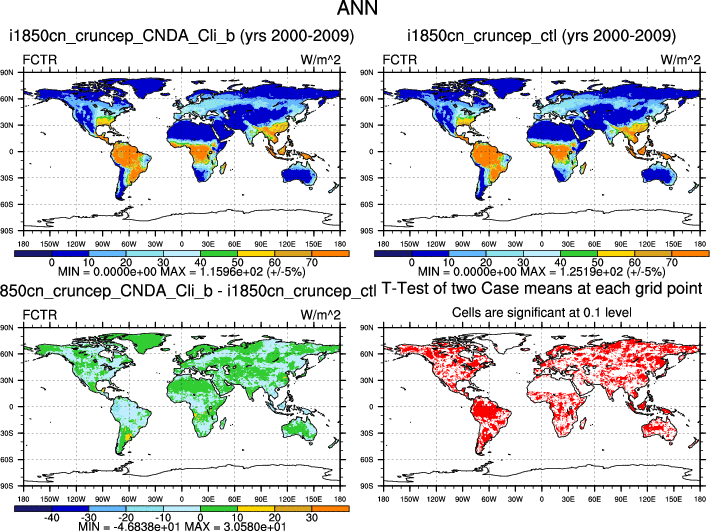 ANN
i1850cn_cruncep_CNDA_Cli_b (yrs 2000-2009)
i1850cn_cruncep_ctl (yrs 2000-2009)
FCTR W/m^2
FCTR W/m^2
90N
60N
30N
0
30S
60S
90S
180 150W 120W 90W 60W 30W 0 30E 60E 90E 120E 150E 180
0 10 20 30 40 50 60 70
MIN = 0.0000e+00 MAX = 1.1596e+02 (+/-5%)
90N
60N
30N
0
30S
60S
90S
180 150W 120W 90W 60W 30W 0 30E 60E 90E 120E 150E 180
0 10 20 30 40 50 60 70
MIN = 0.0000e+00 MAX = 1.2519e+02 (+/-5%)
850cn_cruncep_CNDA_Cli_b - i1850cn_cruncep_ctl
T-Test of two Case means at each grid point
FCTR W/m^2
Cells are significant at 0.1 level
90N
60N
30N
0
30S
60S
90S
180 150W 120W 90W 60W 30W 0 30E 60E 90E 120E 150E 180
-40 -30 -20 -10 0 10 20 30
MIN = -4.6838e+01 MAX = 3.0580e+01
90N
60N
30N
0
30S
60S
90S
180 150W 120W 90W 60W 30W 0 30E 60E 90E 120E 150E 180